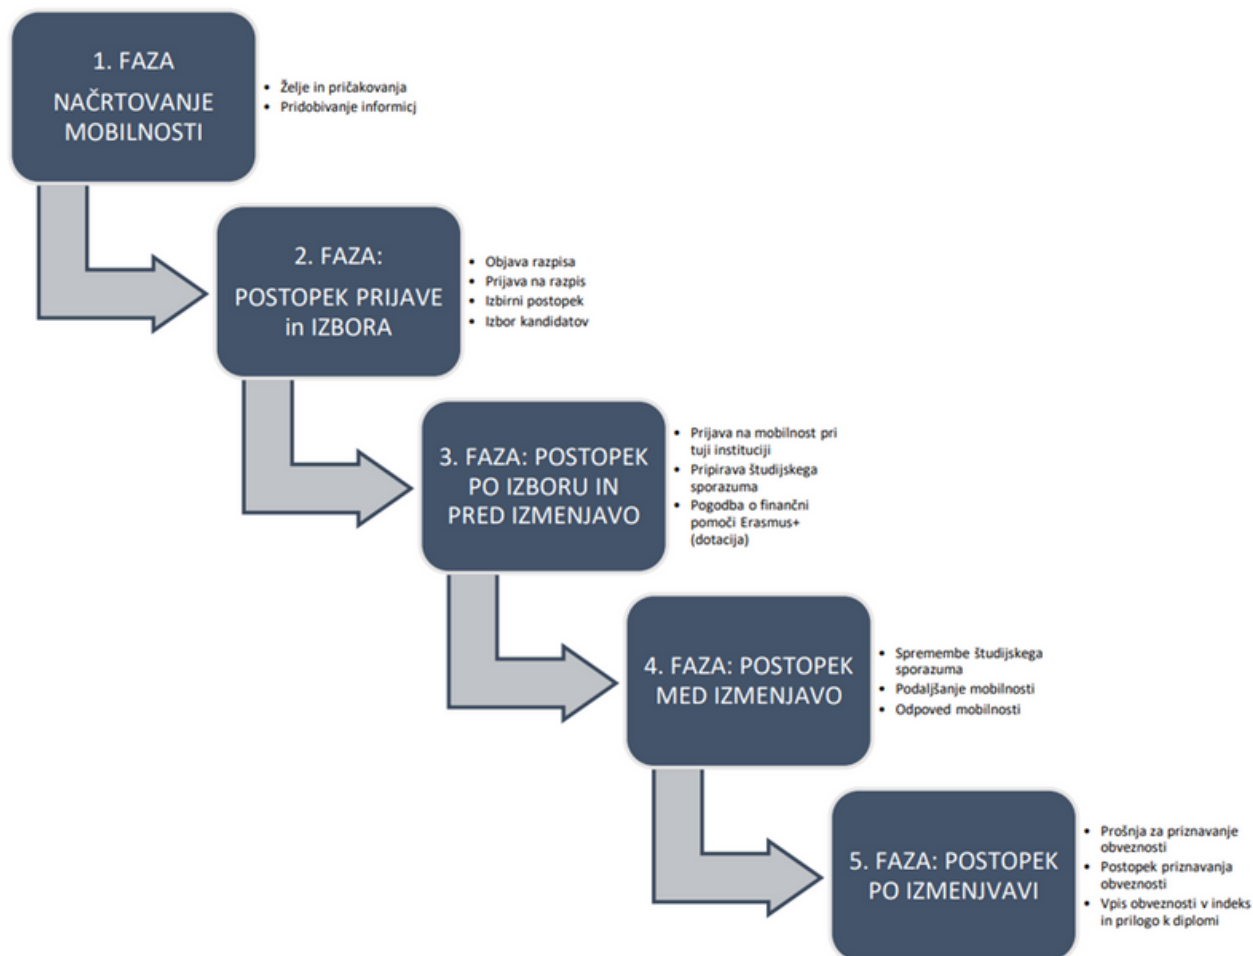 1. FAZA
NAČRTOVANJE
MOBILNOSTI
• Želje in pričakovanja
• Pridobivanje informicj
2. FAZA:
POSTOPEK PRIJAVE
in IZBORA
• Objava razpisa
• Prijava na razpis
• Izbirni postopek
• Izbor kandidatov
3. FAZA: POSTOPEK
PO IZBORU IN
PRED IZMENJAVO
• Prijava na mobilnost pri
tuji instituciji
• Pripirava študijskega
sporazuma
• Pogodba o finančni
pomoči Erasmus+
(dotacija)
4. FAZA: POSTOPEK
MED IZMENJAVO
• Spremembe študijskega
sporazuma
• Podaljšanje mobilnosti
• Odpoved mobilnosti
5. FAZA: POSTOPEK
PO IZMENJVAVI
• Prošnja za priznavanje
obveznosti
• Postopek priznavanja
obveznosti
• Vpis obveznosti v indeks
in prilogo k diplomi